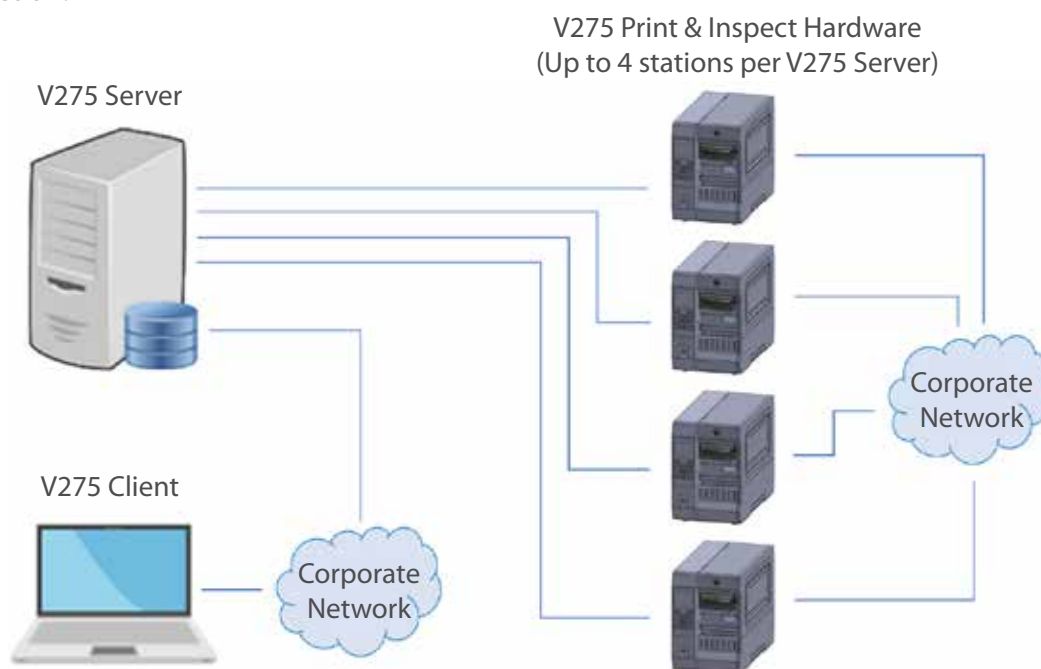 V275 Print & Inspect Hardware
(Up to 4 stations per V275 Server)
V275 Server
Corporate
Network
V275 Client
Corporate
Network